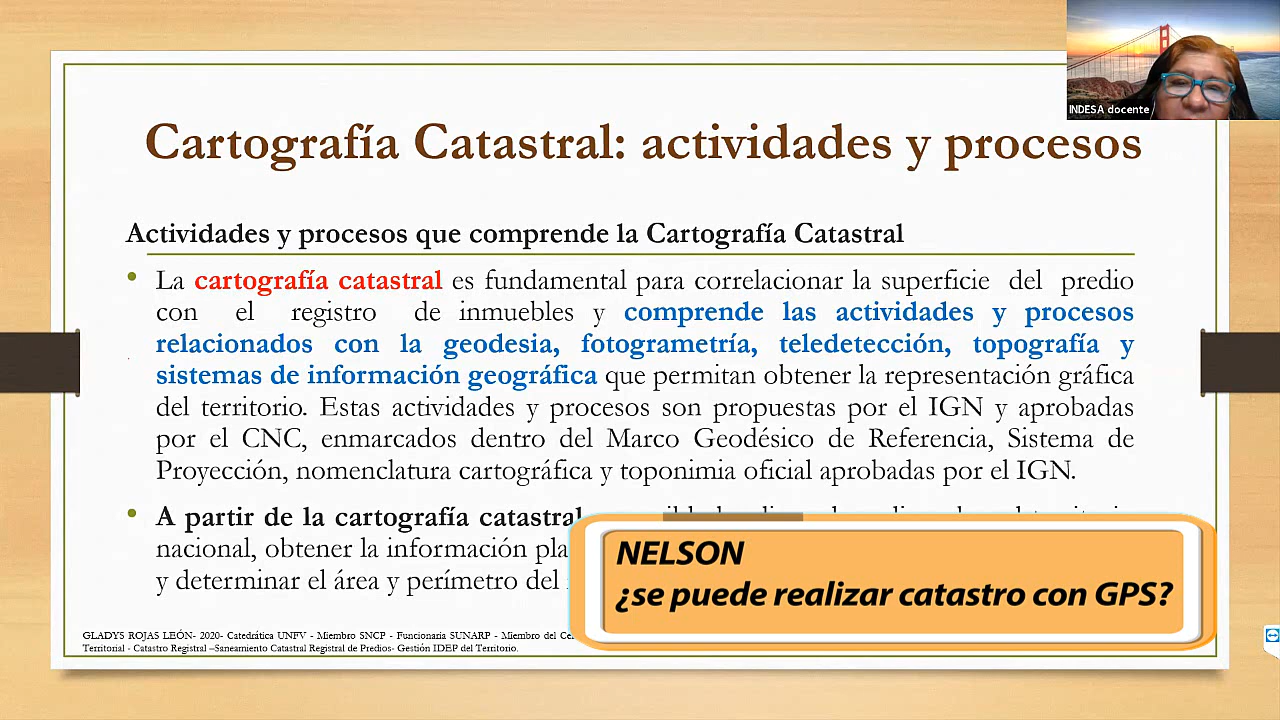 INDESA docente
Cartografía Catastral: actividades y procesos
Actividades y procesos que comprende la Cartografía Catastral
• La cartografía catastral es fundamental para correlacionar la superficie del predio
con el registro de inmuebles y comprende las actividades y procesos
relacionados con la geodesia, fotogrametría, teledetección, topografía y
sistemas de información geográfica que permitan obtener la representación gráfica
del territorio. Estas actividades y procesos son propuestas por el IGN y aprobadas
por el CNC, enmarcados dentro del Marco Geodésico de Referencia, Sistema de
Proyección, nomenclatura cartográfica y toponimia oficial aprobadas por el IGN.
• A partir de la cartografía catastral
nacional, obtener la información
y determinar el área y perímetro del
NELSON
¿se puede realizar catastro con GPS?
GLADYS ROJAS LEÓN- 2020- Catedrática UNFV - Miembro SNCP - Funcionaria SUNARP - Miembro del
Territorial - Catastro Registral –Saneamiento Catastral Registral de Predios- Gestión IDEP del Territorio.